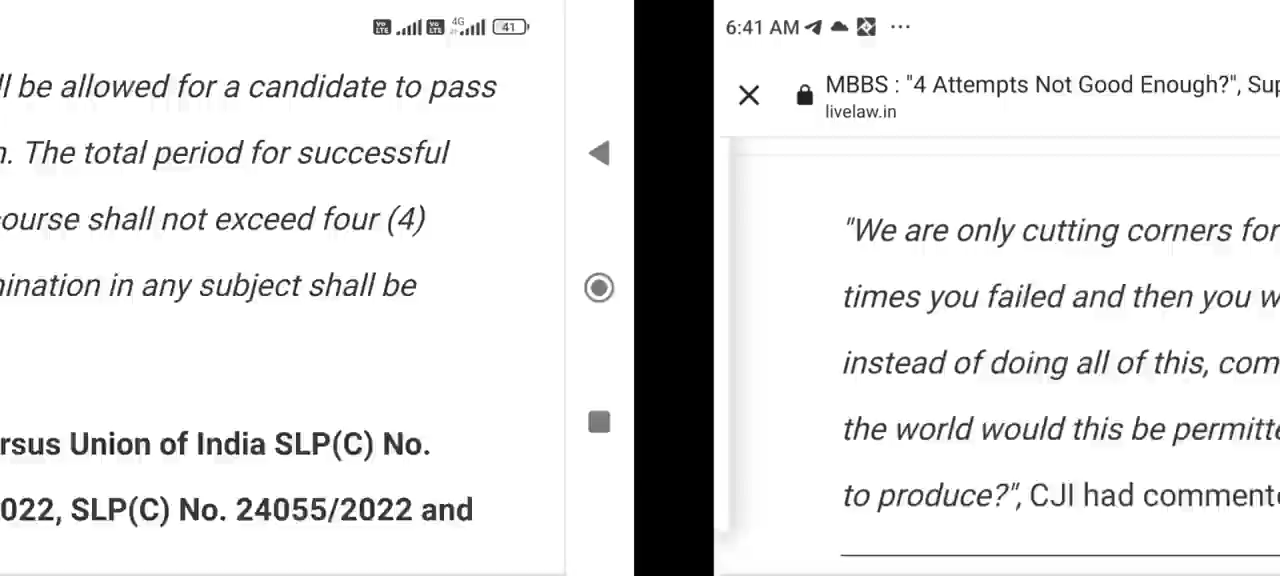 4G 41
ll be allowed for a candidate to pass
n. The total period for successful
course shall not exceed four (4)
nination in any subject shall be
rsus Union of India SLP(C) No.
022, SLP(C) No. 24055/2022 and
6:41 AM ...
MBBS : "4 Attempts Not Good Enough?", Sup
livelaw.in
"We are only cutting corners for
times you failed and then you w
instead of doing all of this, com
the world would this be permitte
to produce?", CJI had commente